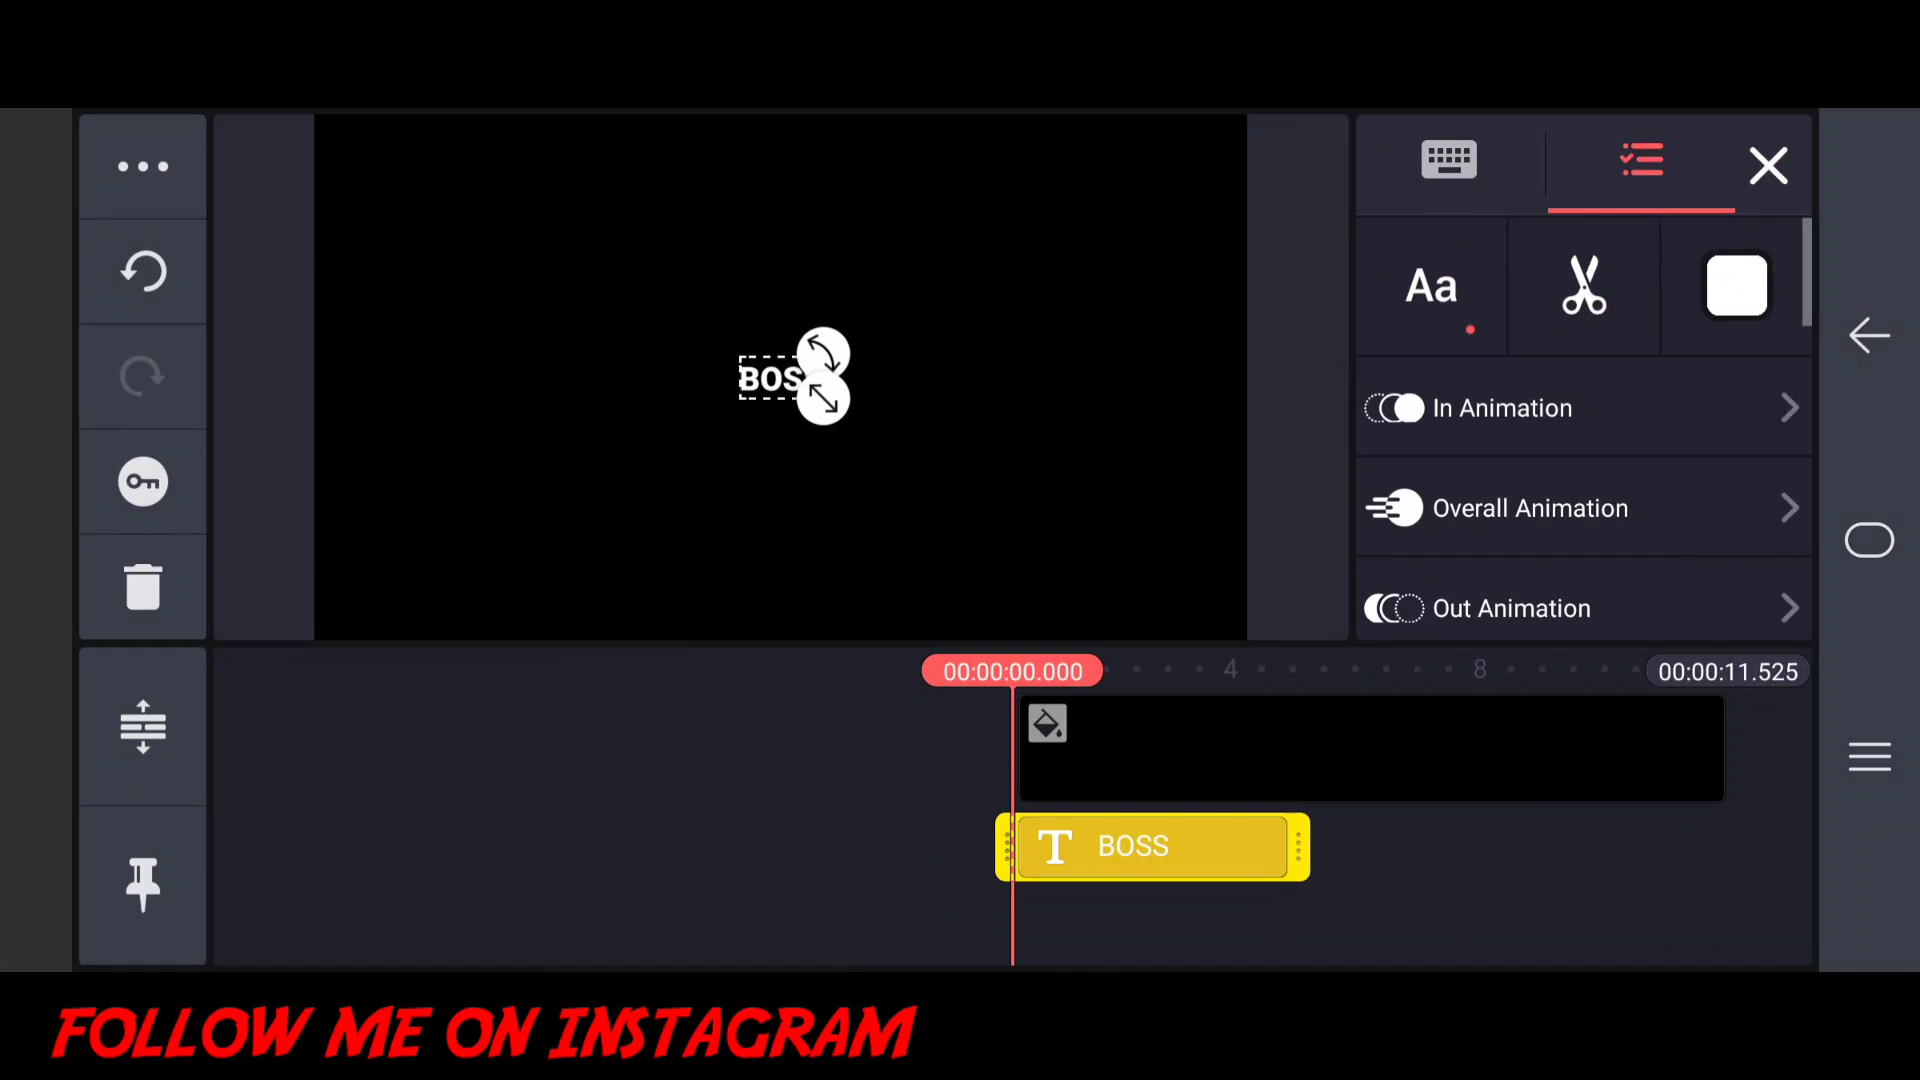 BOS
Aa
In Animation
Overall Animation
Out Animation
00:00:00.000
4
8
00:00:11.525
T BOSS
FOLLOW ME ON INSTAGRAM